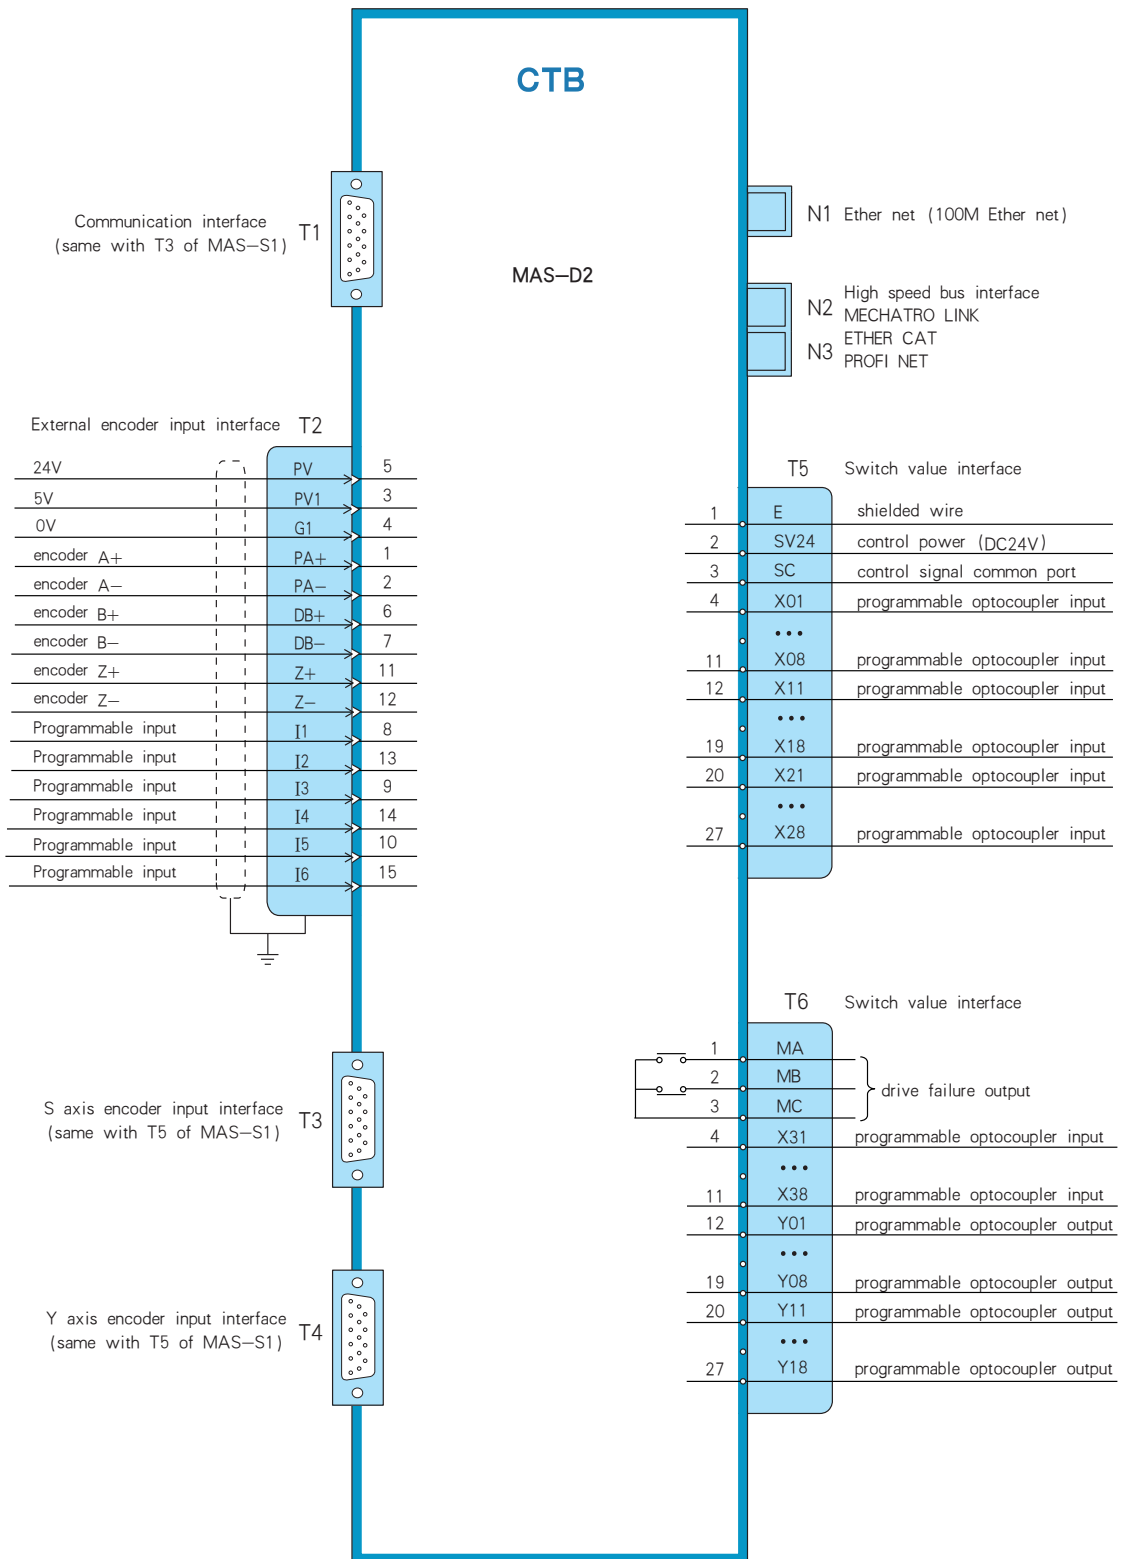 CTB
MAS-D2
Communication interface
(same with T3 of MAS-S1)
T1
N1 Ether net (100M Ether net)
N2
High speed bus interface
MECHATRO LINK
N3
ETHER CAT
PROFI NET
External encoder input interface T2
24V PV 5
5V PV1 3
0V G1 4
encoder A+ PA+ 1
encoder A- PA- 2
encoder B+ DB+ 6
encoder B- DB- 7
encoder Z+ Z+ 11
encoder Z- Z- 12
Programmable input I1 8
Programmable input I2 13
Programmable input I3 9
Programmable input I4 14
Programmable input I5 10
Programmable input I6 15
S axis encoder input interface
(same with T5 of MAS-S1)
T3
Y axis encoder input interface
(same with T5 of MAS-S1)
T4
T5 Switch value interface
1 E shielded wire
2 SV24 control power (DC24V)
3 SC control signal common port
4 X01 programmable optocoupler input
•••
11 X08 programmable optocoupler input
12 X11 programmable optocoupler input
•••
19 X18 programmable optocoupler input
20 X21 programmable optocoupler input
•••
27 X28 programmable optocoupler input
T6 Switch value interface
1 MA
2 MB
drive failure output
3 MC
4 X31 programmable optocoupler input
•••
11 X38 programmable optocoupler input
12 Y01 programmable optocoupler output
•••
19 Y08 programmable optocoupler output
20 Y11 programmable optocoupler output
•••
27 Y18 programmable optocoupler output